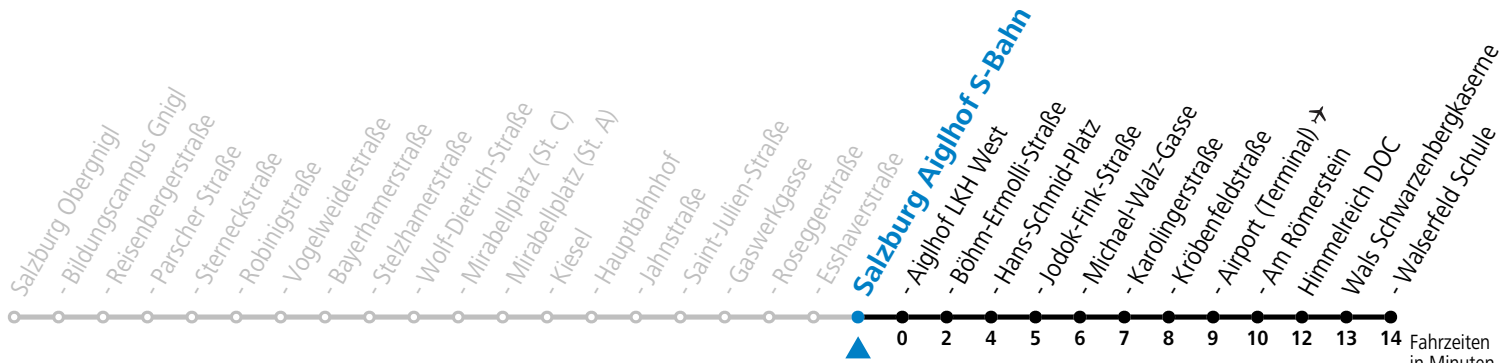 Salzburg Obergnigl
- Bildungscampus Gnigl
- Reisenbergerstraße
- Parscher Straße
- Sterneckstraße
- Robinigstraße
- Vogelweiderstraße
- Bayerhamerstraße
- Stelzhamerstraße
- Wolf-Dietrich-Straße
- Mirabellplatz (St. C)
- Mirabellplatz (St. A)
- Kiesel
- Hauptbahnhof
- Jahnstraße
- Saint-Julien-Straße
- Gaswerkgasse
- Roseggerstraße
- Esshaverstraße
Salzburg Aiglhof S-Bahn
- Aiglhof LKH West
- Böhm-Ermolli-Straße
- Hans-Schmid-Platz
- Jodok-Fink-Straße
- Michael-Walz-Gasse
- Karolingerstraße
- Kröbenfeldstraße
- Airport (Terminal)
- Am Römerstein
Himmelreich DOC
Wals Schwarzenbergkaserne
- Walserfeld Schule
0 2 4 5 6 7 8 9 10 12 13 14 Fahrzeiten
in Minuten